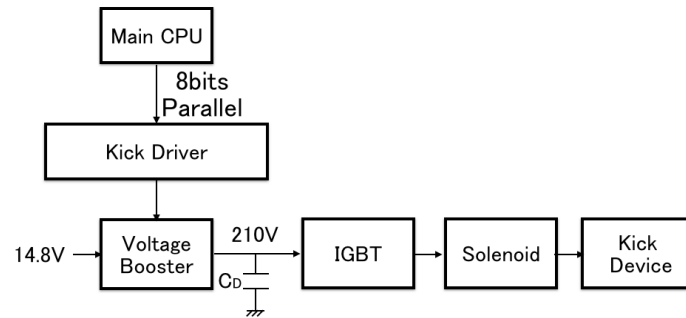 Main CPU
8bits
Parallel
Kick Driver
14.8V
Voltage
Booster
210V
CD
IGBT
Solenoid
Kick
Device